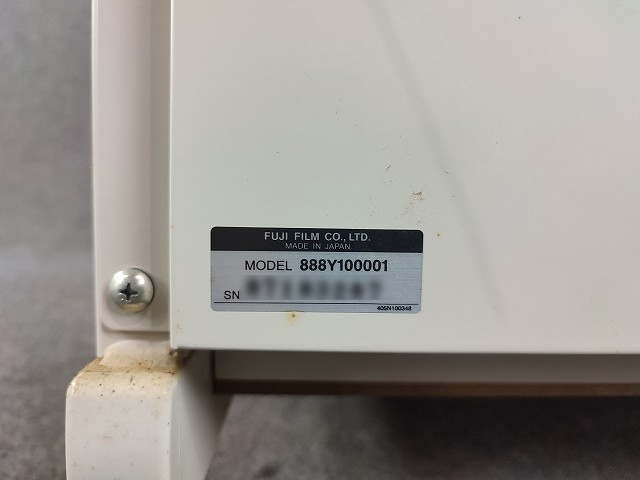 FUJI FILM CO., LTD.
MADE IN JAPAN
MODEL 888Y100001
SN
405N100348